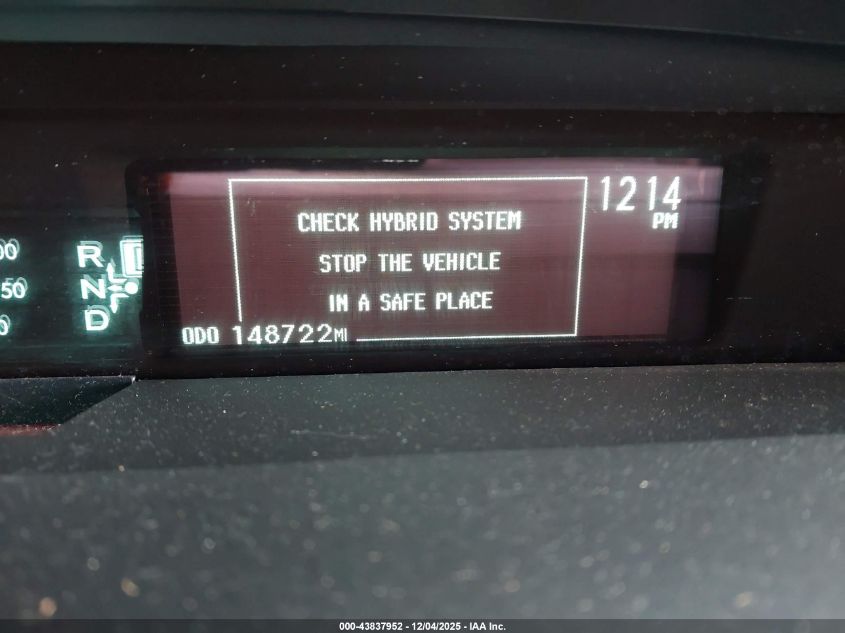 1214
PM
CHECK HYBRID SYSTEM
STOP THE VEHICLE
IN A SAFE PLACE
ODO 148722MI
R
N
D
50
000-43837952 - 12/04/2025 - IAA Inc.